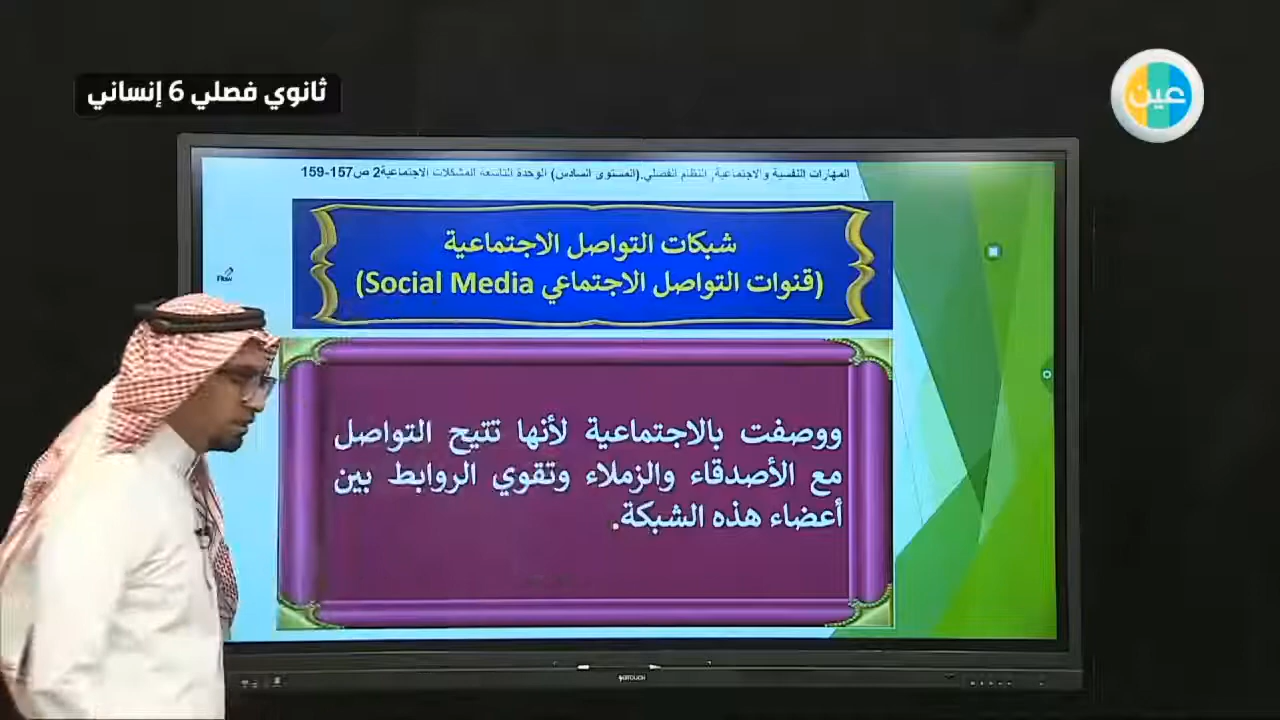 ثانوي فصلي 6 إنساني
عين
المهارات النفسية والاجتماعية, النظام الفصلي.(المستوى السادس) الوحدة التاسعة المشكلات الاجتماعية2 ص157-159
شبكات التواصل الاجتماعية
(قنوات التواصل الاجتماعي Social Media)
ووصفت بالاجتماعية لأنها تتيح التواصل
مع الأصدقاء والزملاء وتقوي الروابط بين
أعضاء هذه الشبكة.